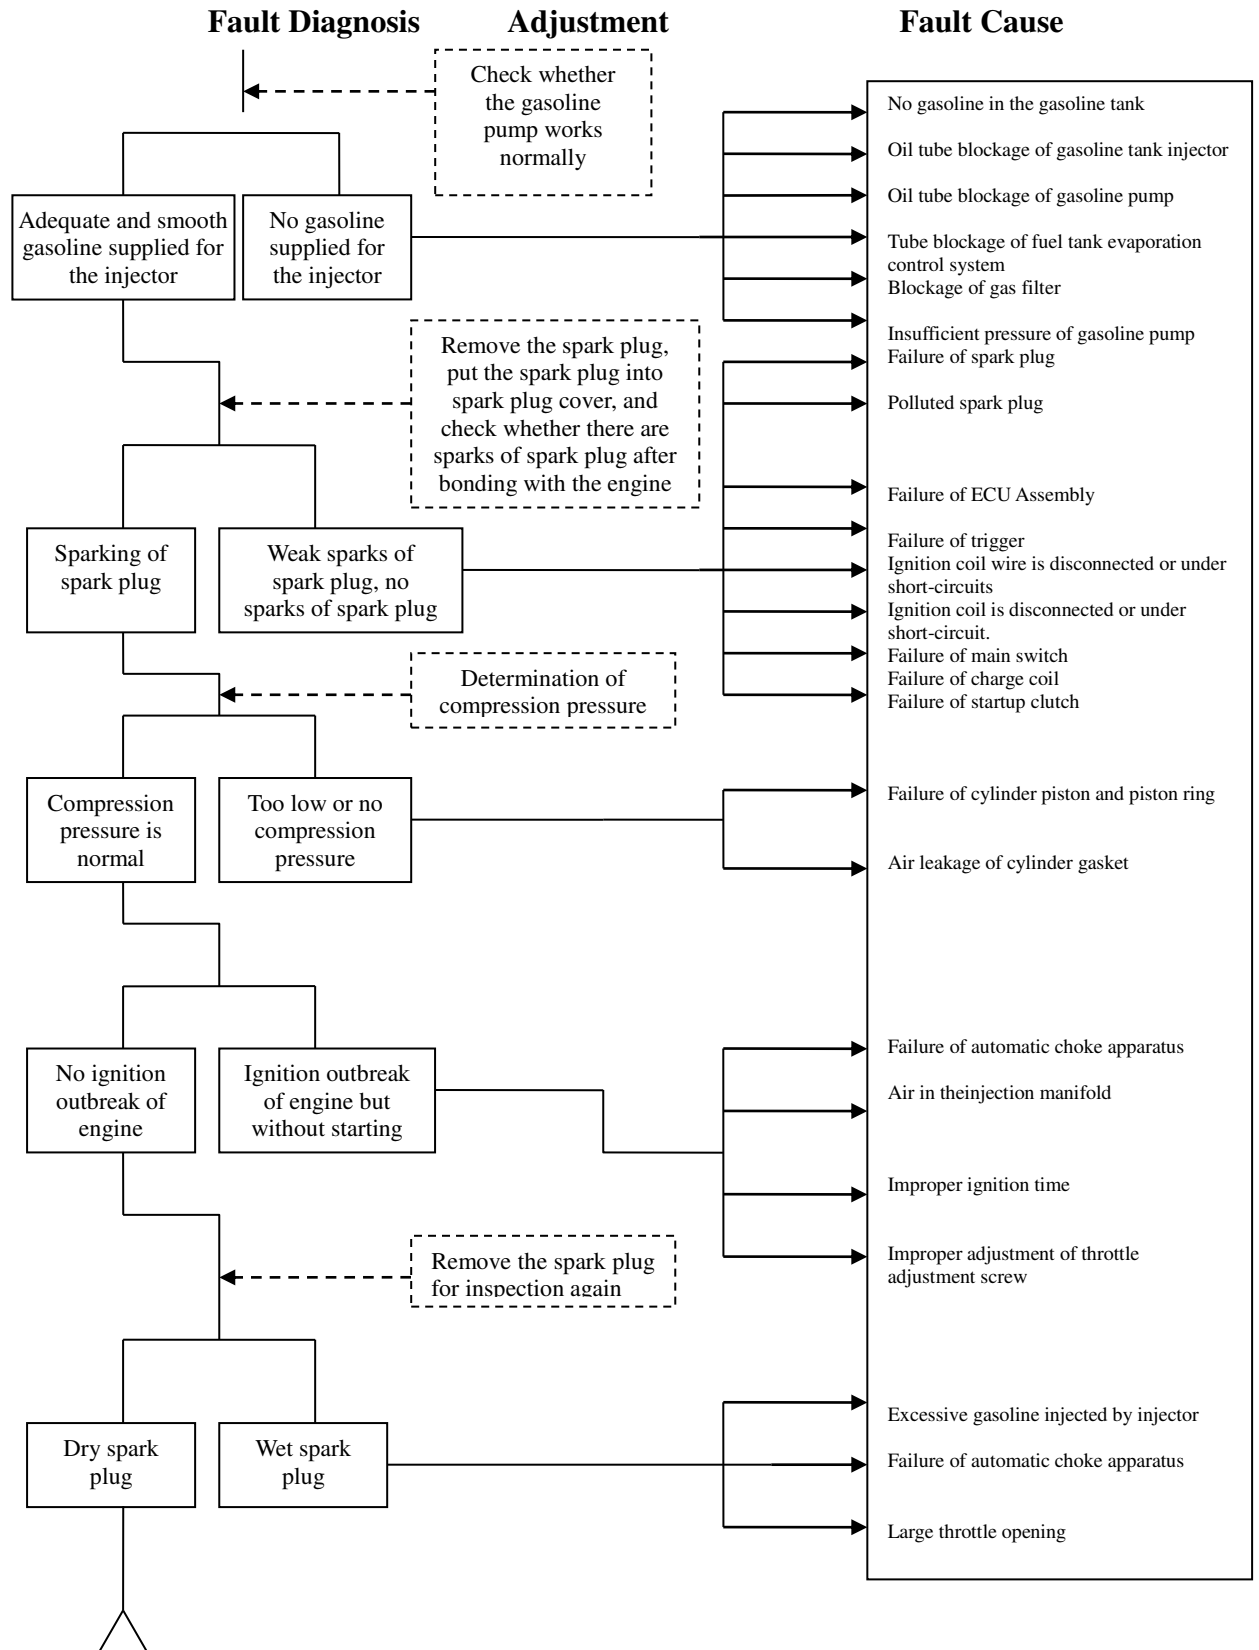 Fault Diagnosis
Adjustment
Fault Cause
Check whether
the gasoline
pump works
normally
Adequate and smooth
gasoline supplied for
the injector
No gasoline
supplied for
the injector
No gasoline in the gasoline tank
Oil tube blockage of gasoline tank injector
Oil tube blockage of gasoline pump
Tube blockage of fuel tank evaporation
control system
Blockage of gas filter
Insufficient pressure of gasoline pump
Remove the spark plug,
put the spark plug into
spark plug cover, and
check whether there are
sparks of spark plug after
bonding with the engine
Sparking of
spark plug
Weak sparks of
spark plug, no
sparks of spark plug
Failure of spark plug
Polluted spark plug
Failure of ECU Assembly
Failure of trigger
Ignition coil wire is disconnected or under
short-circuits
Ignition coil is disconnected or under
short-circuit.
Failure of main switch
Failure of charge coil
Failure of startup clutch
Determination of
compression pressure
Compression
pressure is
normal
Too low or no
compression
pressure
Failure of cylinder piston and piston ring
Air leakage of cylinder gasket
No ignition
outbreak of
engine
Ignition outbreak
of engine but
without starting
Failure of automatic choke apparatus
Air in theinjection manifold
Improper ignition time
Improper adjustment of throttle
adjustment screw
Remove the spark plug
for inspection again
Dry spark
plug
Wet spark
plug
Excessive gasoline injected by injector
Failure of automatic choke apparatus
Large throttle opening